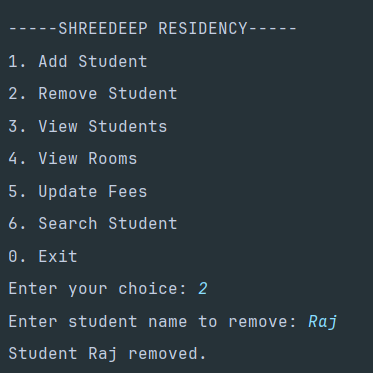 -----SHREEDEEP RESIDENCY-----
1. Add Student
2. Remove Student
3. View Students
4. View Rooms
5. Update Fees
6. Search Student
0. Exit
Enter your choice: 2
Enter student name to remove: Raj
Student Raj removed.